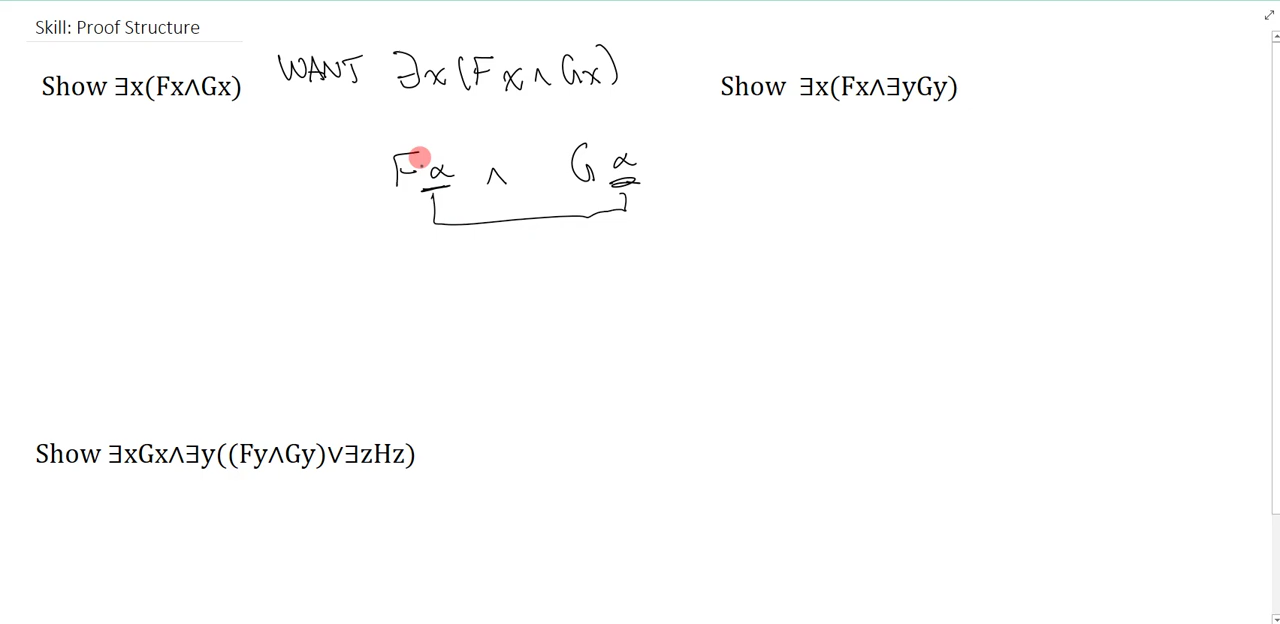 Skill: Proof Structure
Show ∃x(Fx∧Gx)
WANT ∃x(Fx∧Gx)
Fα ∧ Gα
Show ∃x(Fx∧∃yGy)
Show ∃xGx∧∃y((Fy∧Gy)∨∃zHz)